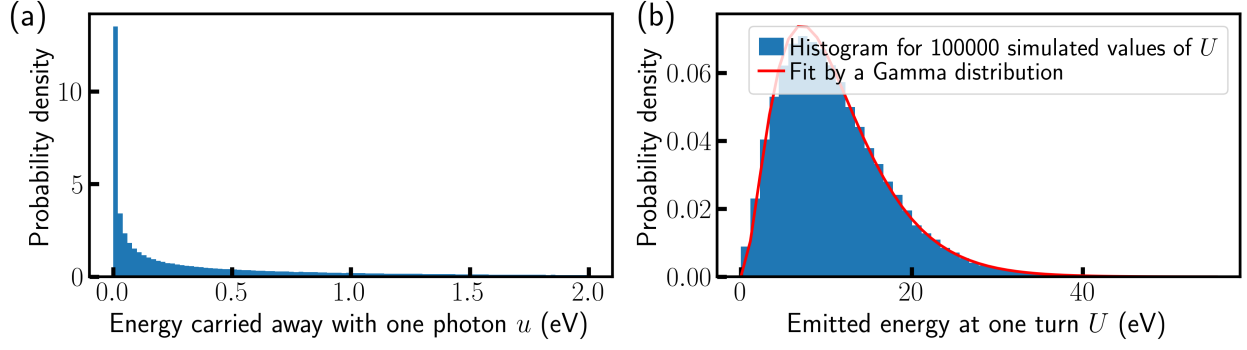 (a)
Probability density
10
5
0
0.0 0.5 1.0 1.5 2.0
Energy carried away with one photon u (eV)
(b)
Probability density
0.06
0.04
0.02
0.00
0 20 40
Emitted energy at one turn U (eV)
Histogram for 100000 simulated values of U
Fit by a Gamma distribution